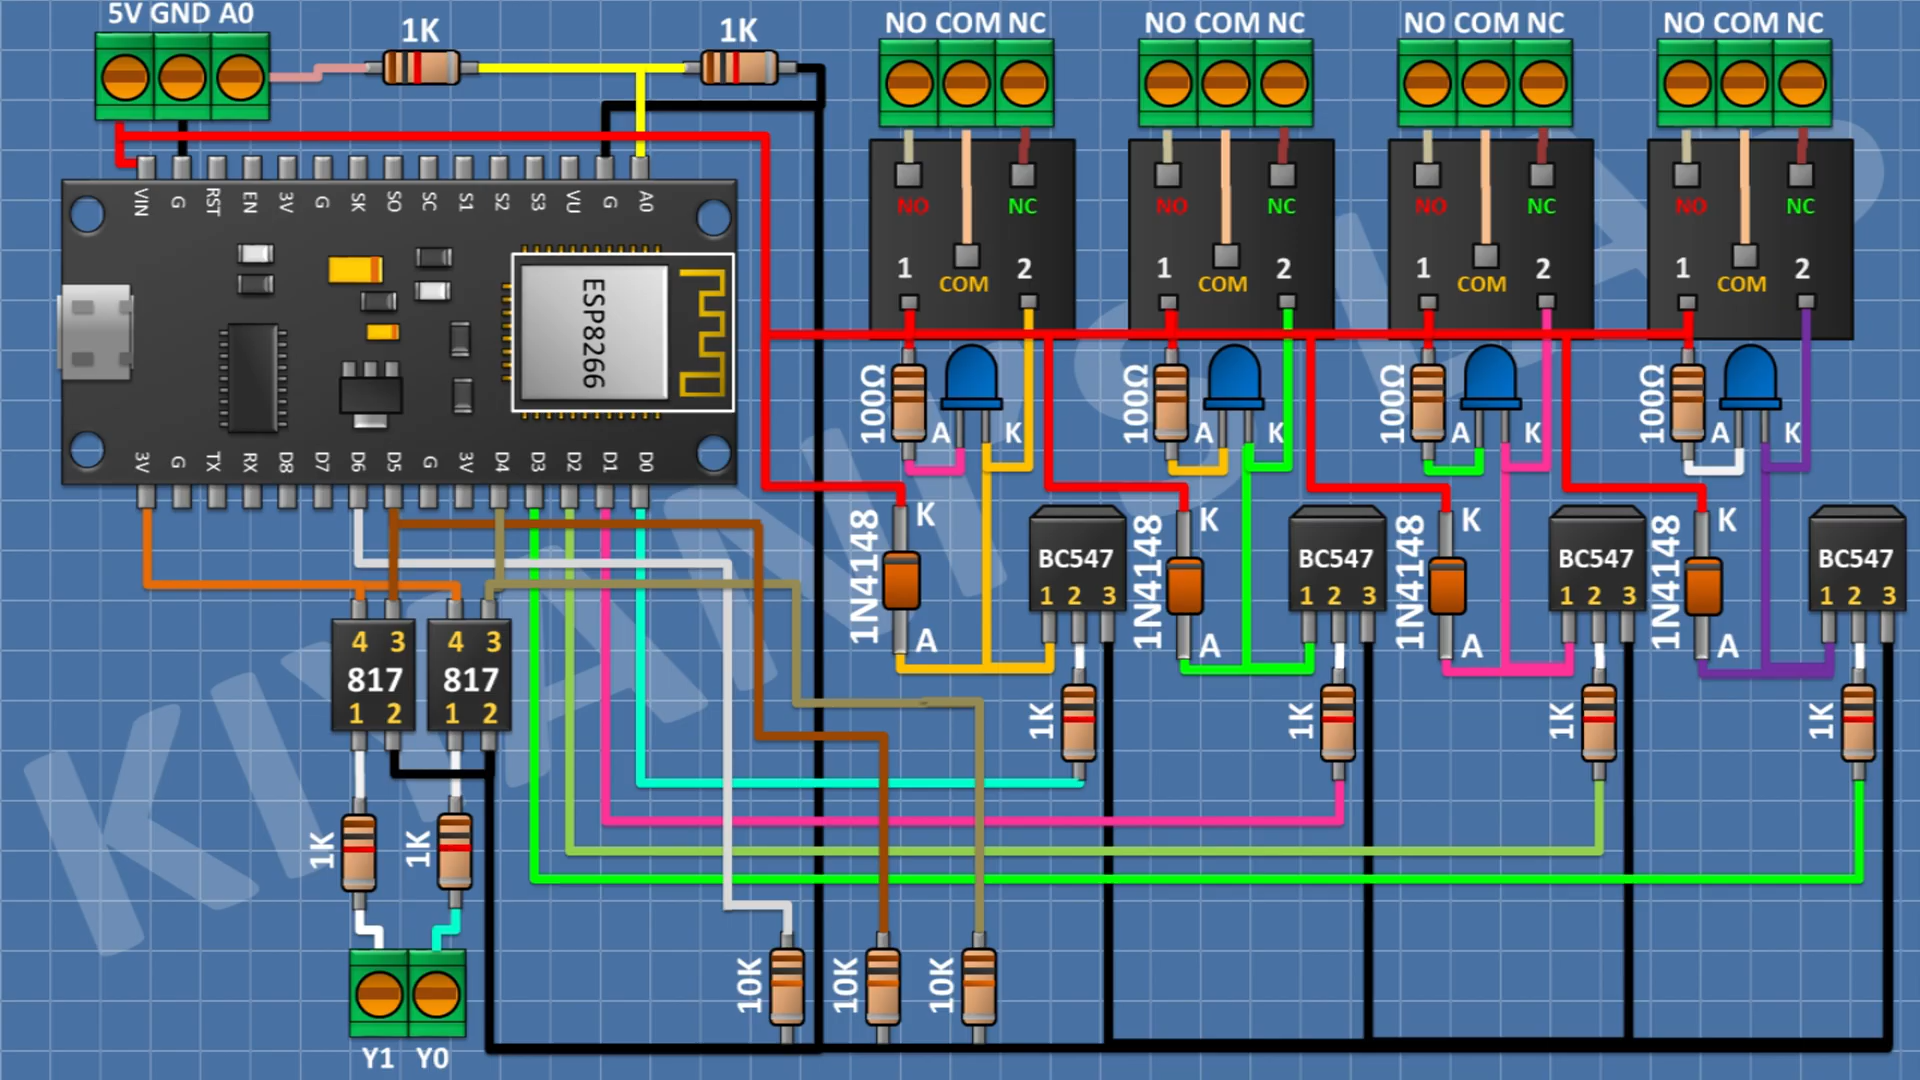 5V GND A0
1K
1K
NO COM NC
NO COM NC
NO COM NC
NO COM NC
VIN G RST EN 3V G SK SO SC S1 S2 S3 VU G A0
NO NC
NO NC
NO NC
NO NC
1 2
COM
1 2
COM
1 2
COM
1 2
COM
ESP8266
100Ω
A K
100Ω
A K
100Ω
A K
100Ω
A K
3V G TX RX D8 D7 D6 D5 G 3V D4 D3 D2 D1 D0
1N4148
K
A
BC547
1 2 3
1N4148
K
A
BC547
1 2 3
1N4148
K
A
BC547
1 2 3
1N4148
K
A
BC547
1 2 3
4 3
817
1 2
4 3
817
1 2
1K
1K
1K
1K
1K
1K
10K
10K
10K
Y1 Y0
KIYANI'S LAB